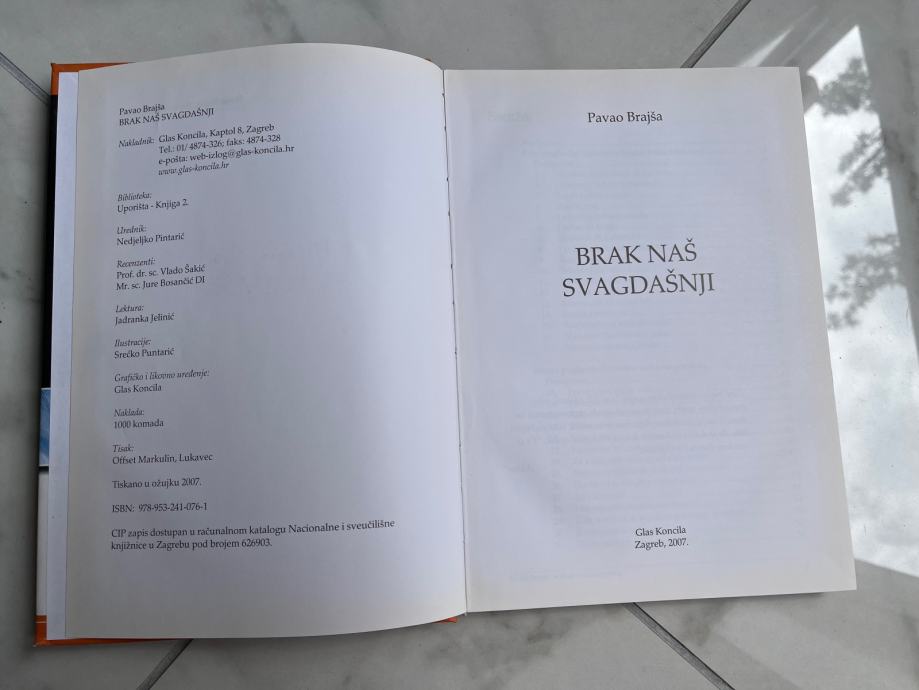 Pavao Brajša
BRAK NAŠ SVAGDAŠNJI
Nakladnik: Glas Koncila, Kaptol 8, Zagreb
Tel.: 01/ 4874-326; faks: 4874-328
e-pošta: web-izlog@glas-koncila.hr
www.glas-koncila.hr
Biblioteka:
Uporišta - Knjiga 2.
Urednik:
Nedjeljko Pintarić
Recenzenti:
Prof. dr. sc. Vlado Šakić
Mr. sc. Jure Bosančić DI
Lektura:
Jadranka Jelinić
Ilustracije:
Srećko Puntarić
Grafičko i likovno uređenje:
Glas Koncila
Naklada:
1000 komada
Tisak:
Offset Markulin, Lukavec
Tiskano u ožujku 2007.
ISBN: 978-953-241-076-1
CIP zapis dostupan u računalnom katalogu Nacionalne i sveučilišne
knjižnice u Zagrebu pod brojem 626903.
Pavao Brajša
BRAK NAŠ
SVAGDAŠNJI
Glas Koncila
Zagreb, 2007.